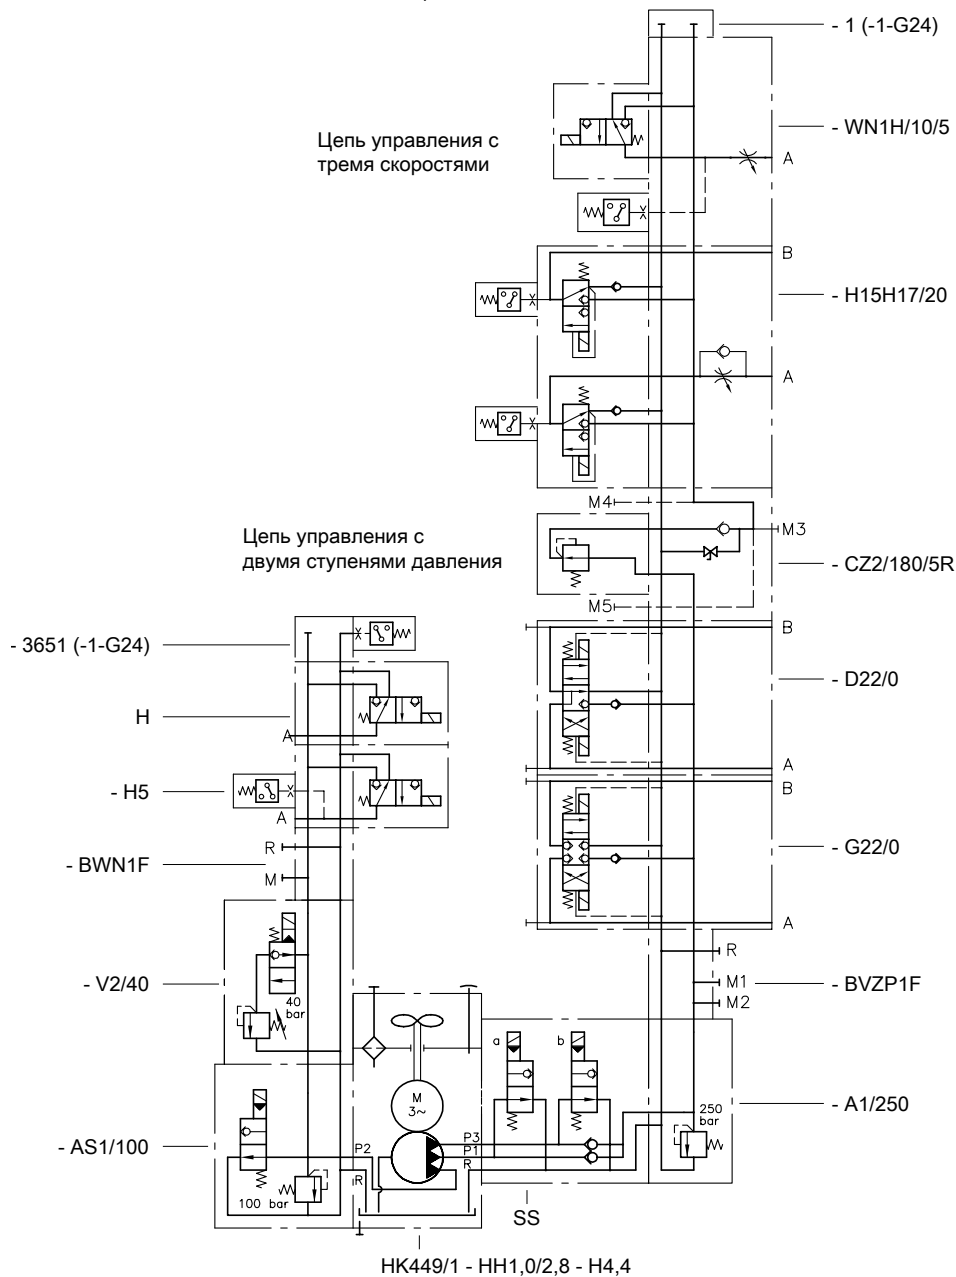 - 1 (-1-G24)
Цепь управления с
тремя скоростями
- WN1H/10/5
A
B
- H15H17/20
A
M4
Цепь управления с
двумя ступенями давления
M3
- CZ2/180/5R
M5
B
- 3651 (-1-G24)
- D22/0
H
A
A
B
- H5
A
R
- G22/0
- BWN1F
M
A
R
- V2/40
M1
- BVZP1F
40
bar
M2
a
b
M
3~
250
bar
- A1/250
- AS1/100
P2
P3
P1
R
R
100 bar
SS
HK449/1 - HH1,0/2,8 - H4,4